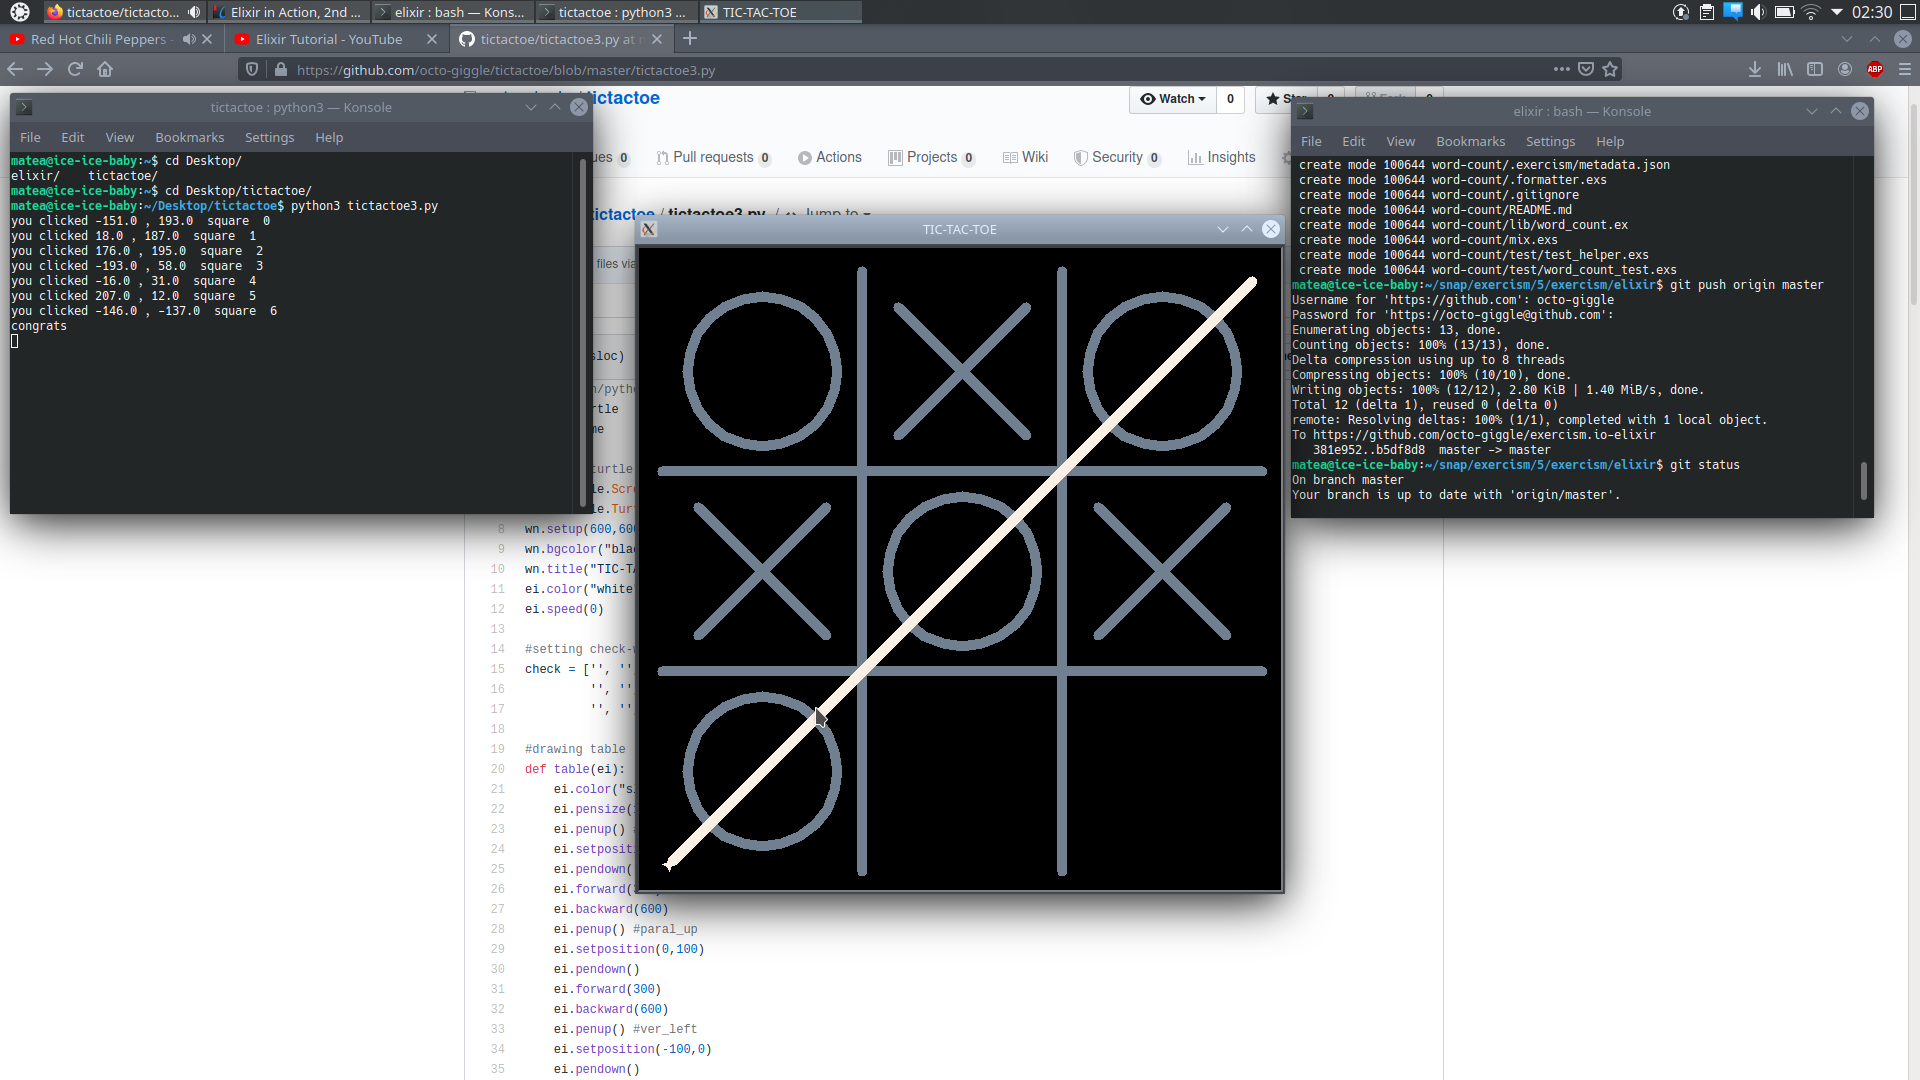 tictactoe/tictacto...
Elixir in Action, 2nd ...
elixir : bash — Kons...
tictactoe : python3 ...
TIC-TAC-TOE
02:30
Red Hot Chili Peppers -
Elixir Tutorial - YouTube
tictactoe/tictactoe3.py at
https://github.com/octo-giggle/tictactoe/blob/master/tictactoe3.py
ABP
Watch
0
0
Pull requests 0
Actions
Projects 0
Wiki
Security 0
Insights
tictactoe / tictactoe3.py / Jump to
files via
tictactoe : python3 — Konsole
File Edit View Bookmarks Settings Help
matea@ice-ice-baby:~$ cd Desktop/
elixir/    tictactoe/
matea@ice-ice-baby:~$ cd Desktop/tictactoe/
matea@ice-ice-baby:~/Desktop/tictactoe$ python3 tictactoe3.py
you clicked -151.0 , 193.0  square  0
you clicked 18.0 , 187.0  square  1
you clicked 176.0 , 195.0  square  2
you clicked -193.0 , 58.0  square  3
you clicked -16.0 , 31.0  square  4
you clicked 207.0 , 12.0  square  5
you clicked -146.0 , -137.0  square  6
congrats
TIC-TAC-TOE
elixir : bash — Konsole
File Edit View Bookmarks Settings Help
create mode 100644 word-count/.exercism/metadata.json
create mode 100644 word-count/.formatter.exs
create mode 100644 word-count/.gitignore
create mode 100644 word-count/README.md
create mode 100644 word-count/lib/word_count.ex
create mode 100644 word-count/mix.exs
create mode 100644 word-count/test/test_helper.exs
create mode 100644 word-count/test/word_count_test.exs
matea@ice-ice-baby:~/snap/exercism/5/exercism/elixir$ git push origin master
Username for 'https://github.com': octo-giggle
Password for 'https://octo-giggle@github.com':
Enumerating objects: 13, done.
Counting objects: 100% (13/13), done.
Delta compression using up to 8 threads
Compressing objects: 100% (10/10), done.
Writing objects: 100% (12/12), 2.80 KiB | 1.40 MiB/s, done.
Total 12 (delta 1), reused 0 (delta 0)
remote: Resolving deltas: 100% (1/1), completed with 1 local object.
To https://github.com/octo-giggle/exercism.io-elixir
381e952..b5df8d8  master -> master
matea@ice-ice-baby:~/snap/exercism/5/exercism/elixir$ git status
On branch master
Your branch is up to date with 'origin/master'.
8 wn.setup(600,600
9 wn.bgcolor("bla
10 wn.title("TIC-T
11 ei.color("white
12 ei.speed(0)
13
14 #setting check-
15 check = ['', ''
16 '', ''
17 '', ''
18
19 #drawing table
20 def table(ei):
21 ei.color("s
22 ei.pensize(
23 ei.penup()
24 ei.setposit
25 ei.pendown(
26 ei.forward(
27 ei.backward(600)
28 ei.penup() #paral_up
29 ei.setposition(0,100)
30 ei.pendown()
31 ei.forward(300)
32 ei.backward(600)
33 ei.penup() #ver_left
34 ei.setposition(-100,0)
35 ei.pendown()